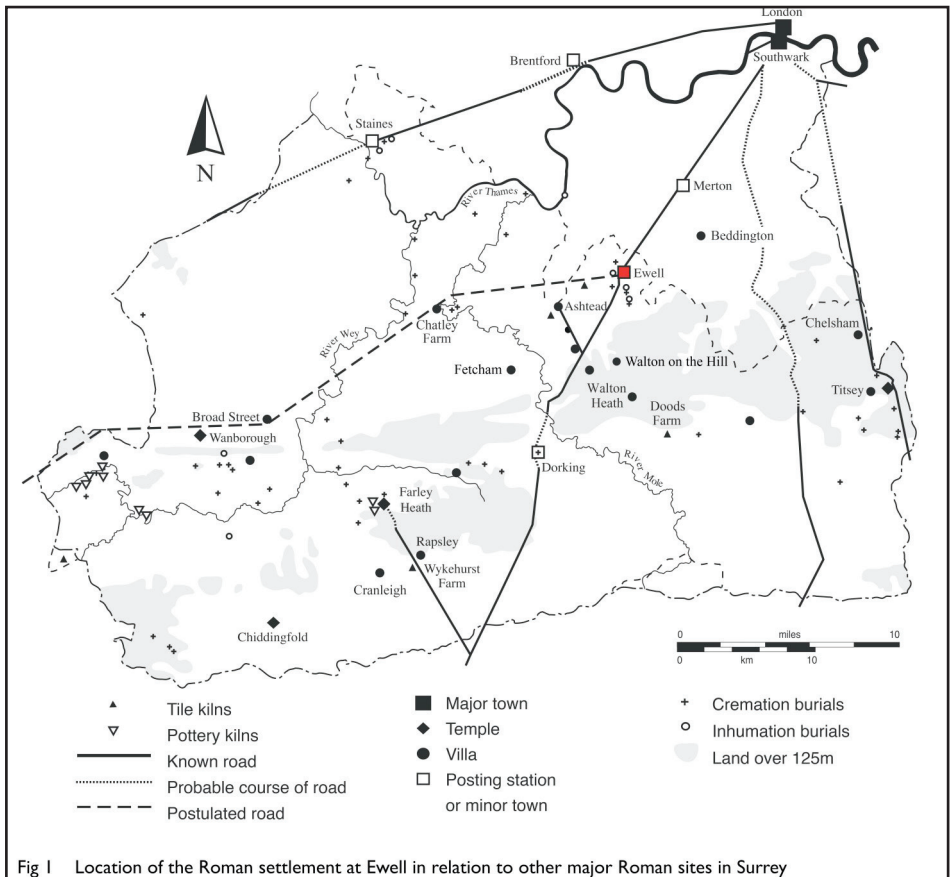 London
Southwark
Brentford
Staines
N
River Thames
Merton
Beddington
Ewell
Ashtead
Chatley
Farm
River Wey
Chelsham
Fetcham
Walton on the Hill
Walton
Heath
Titsey
Broad Street
Wanborough
Doods
Farm
Dorking
River Mole
Farley
Heath
Rapsley
Wykehurst
Farm
Cranleigh
Chiddingfold
0 miles 10
0 km 10
Tile kilns
Pottery kilns
Known road
Probable course of road
Postulated road
Major town
Temple
Villa
Posting station
or minor town
Cremation burials
Inhumation burials
Land over 125m
Fig 1 Location of the Roman settlement at Ewell in relation to other major Roman sites in Surrey